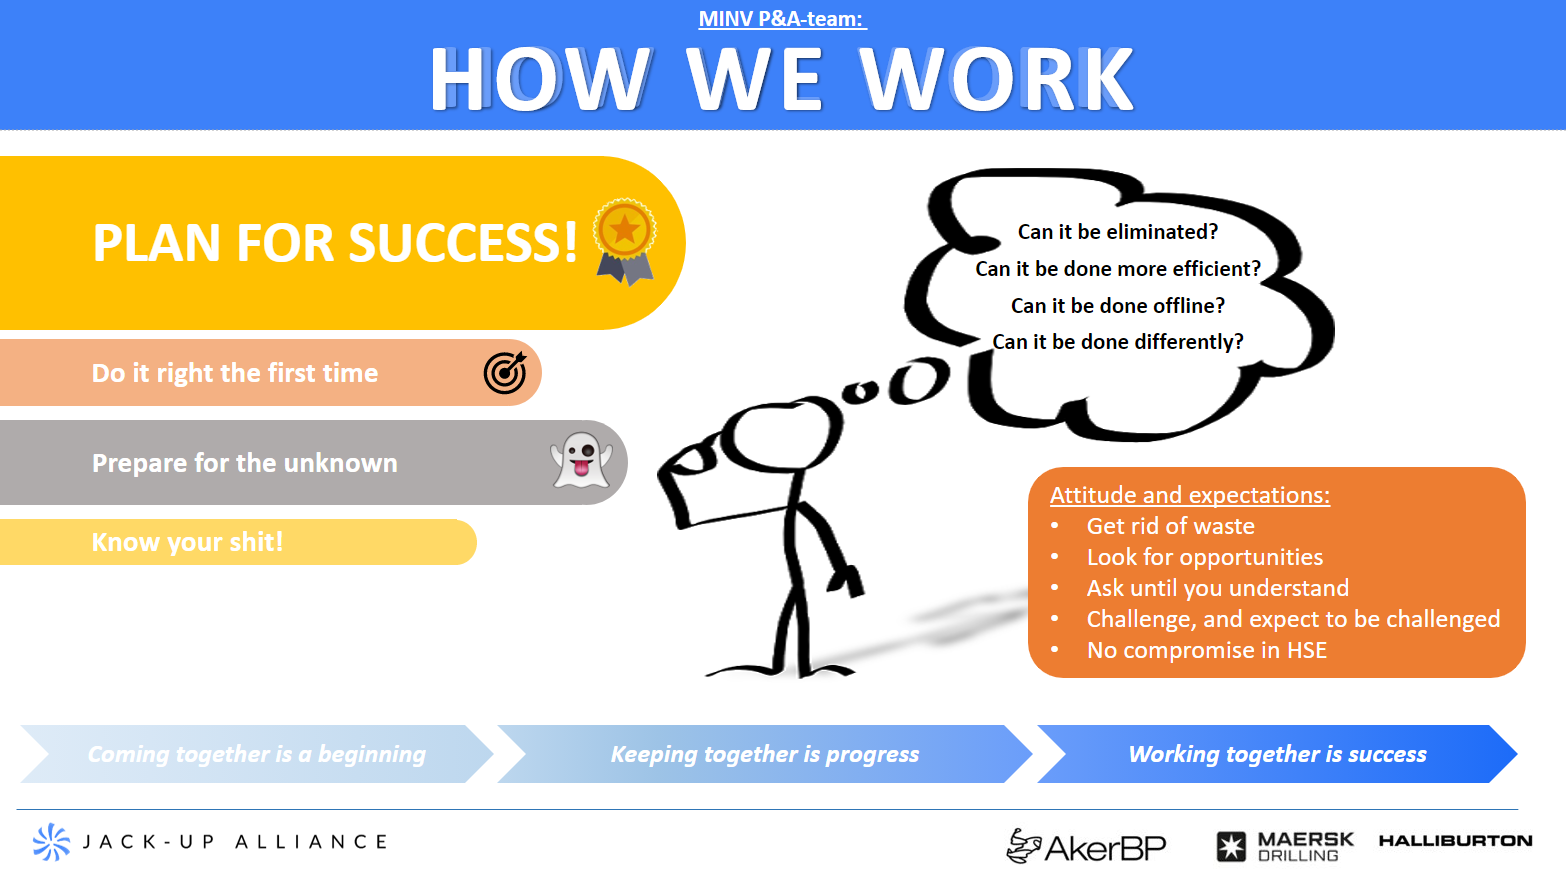 MINV P&A-team:
HOW WE WORK
PLAN FOR SUCCESS!
Do it right the first time
Prepare for the unknown
Know your shit!
Can it be eliminated?
Can it be done more efficient?
Can it be done offline?
Can it be done differently?
Attitude and expectations:
• Get rid of waste
• Look for opportunities
• Ask until you understand
• Challenge, and expect to be challenged
• No compromise in HSE
Coming together is a beginning
Keeping together is progress
Working together is success
JACK-UP ALLIANCE
AkerBP
MAERSK
DRILLING
HALLIBURTON